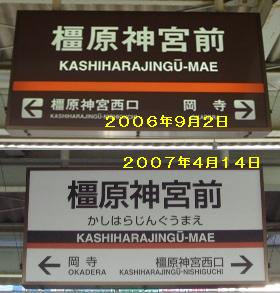 橿原神宮前
KASHIHARAJINGŪ-MAE
橿原神宮西口 岡寺
KASHIHARAJINGŪ-NISHIGUCHI OKADERA
2006年9月2日
2007年4月14日
橿原神宮前
かしはらじんぐうまえ
KASHIHARAJINGŪ-MAE
岡寺 橿原神宮西口
OKADERA KASHIHARAJINGŪ-NISHIGUCHI